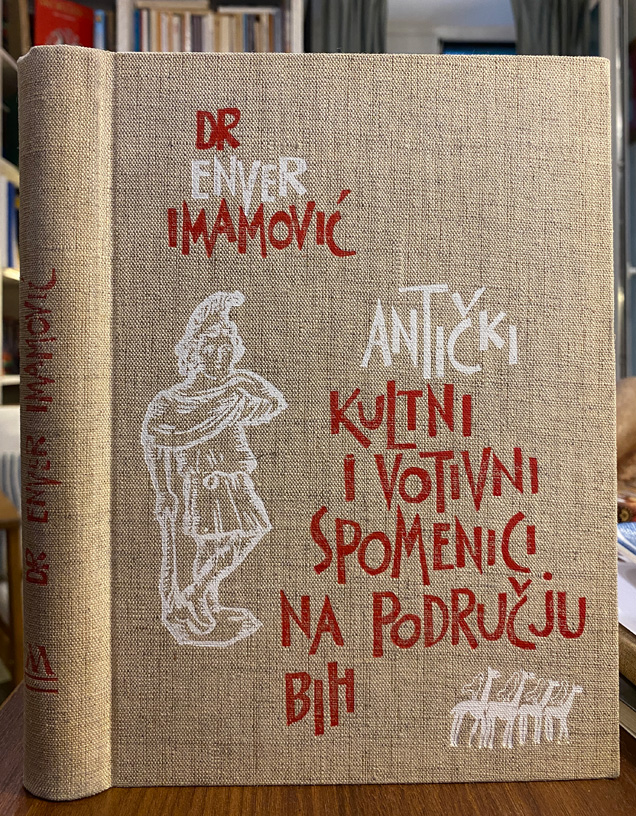 DR
ENVER
IMAMOVIĆ
ANTIČKI
KULTNI
I VOTIVNI
SPOMENICI
NA PODRUČJU
BIH
DR ENVER IMAMOVIĆ